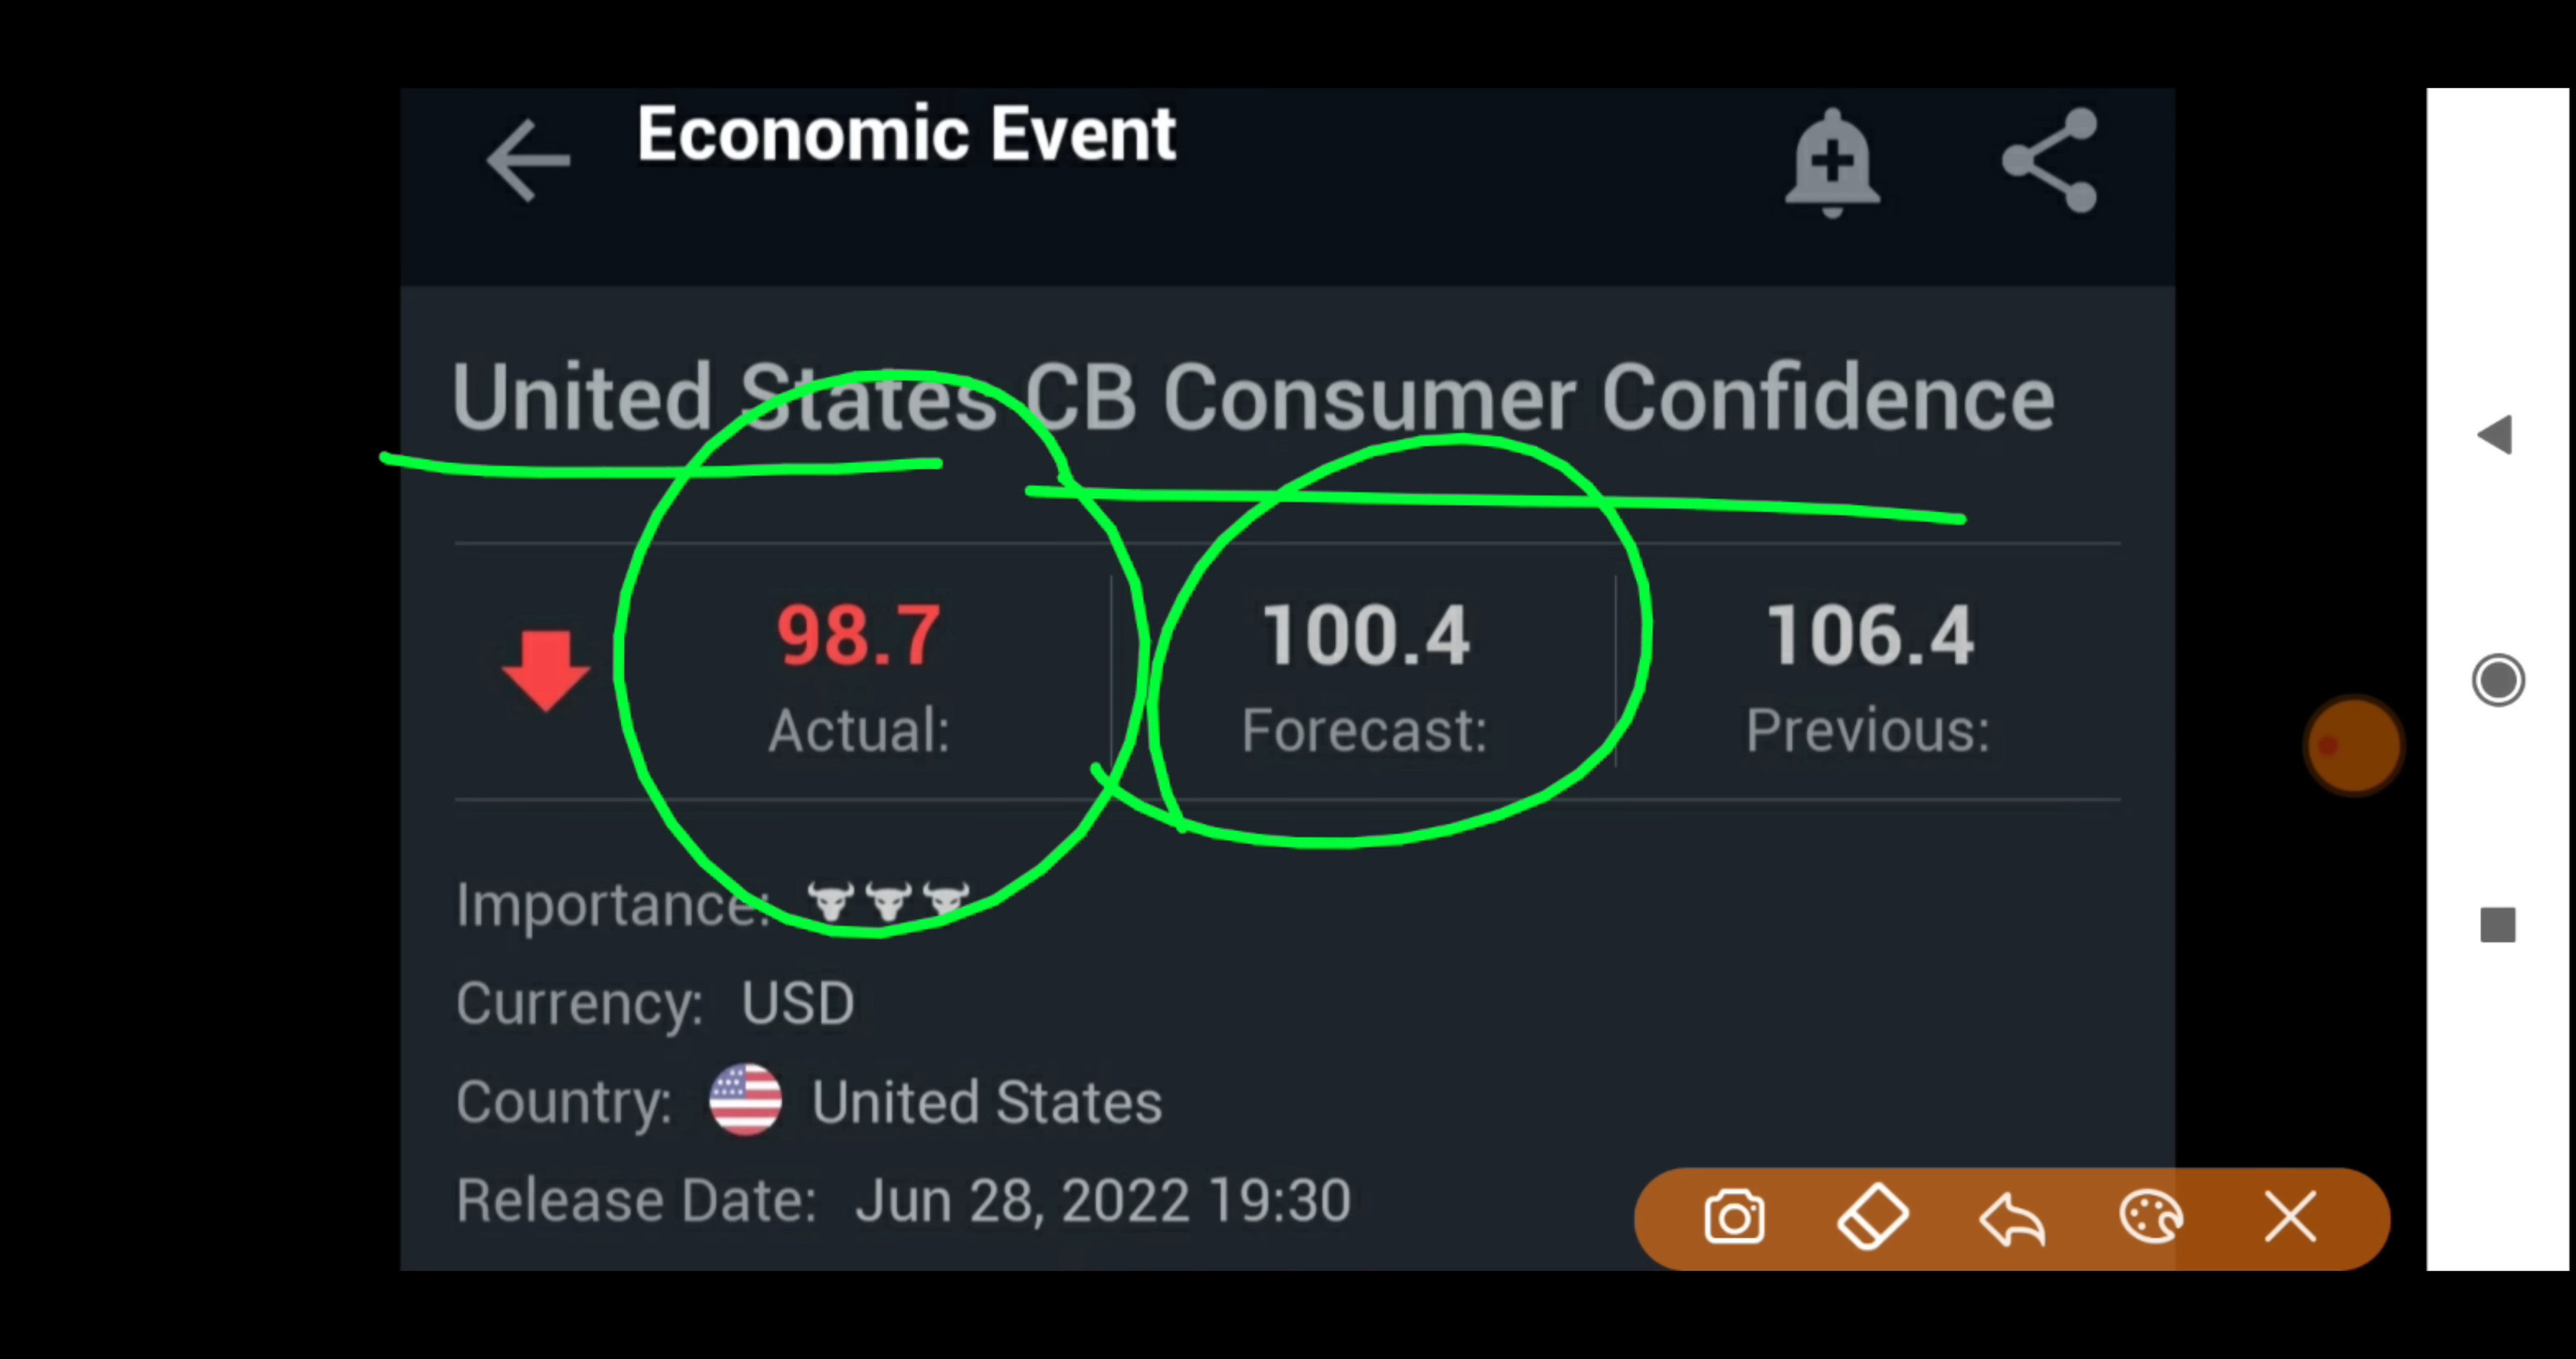 Economic Event
United States CB Consumer Confidence
98.7 100.4 106.4
Actual: Forecast: Previous:
Importance:
Currency: USD
Country: United States
Release Date: Jun 28, 2022 19:30